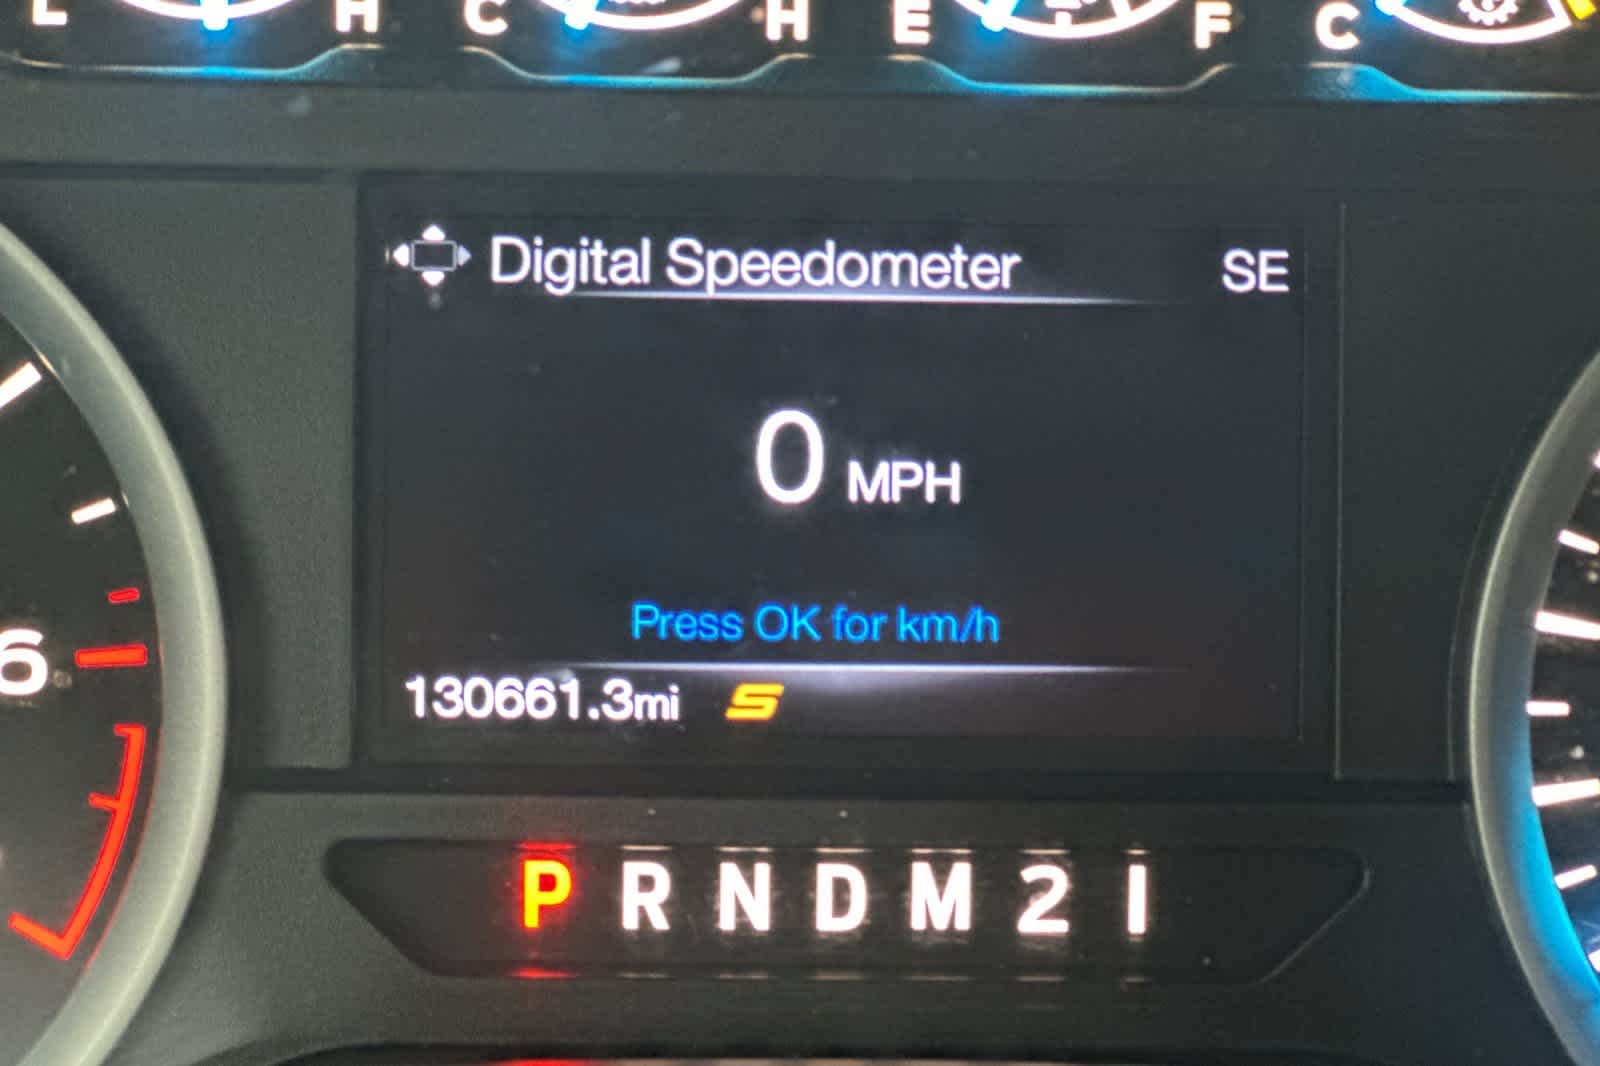 L H C H E F C
Digital Speedometer SE
0 MPH
Press OK for km/h
130661.3mi S
6
P R N D M 2 1